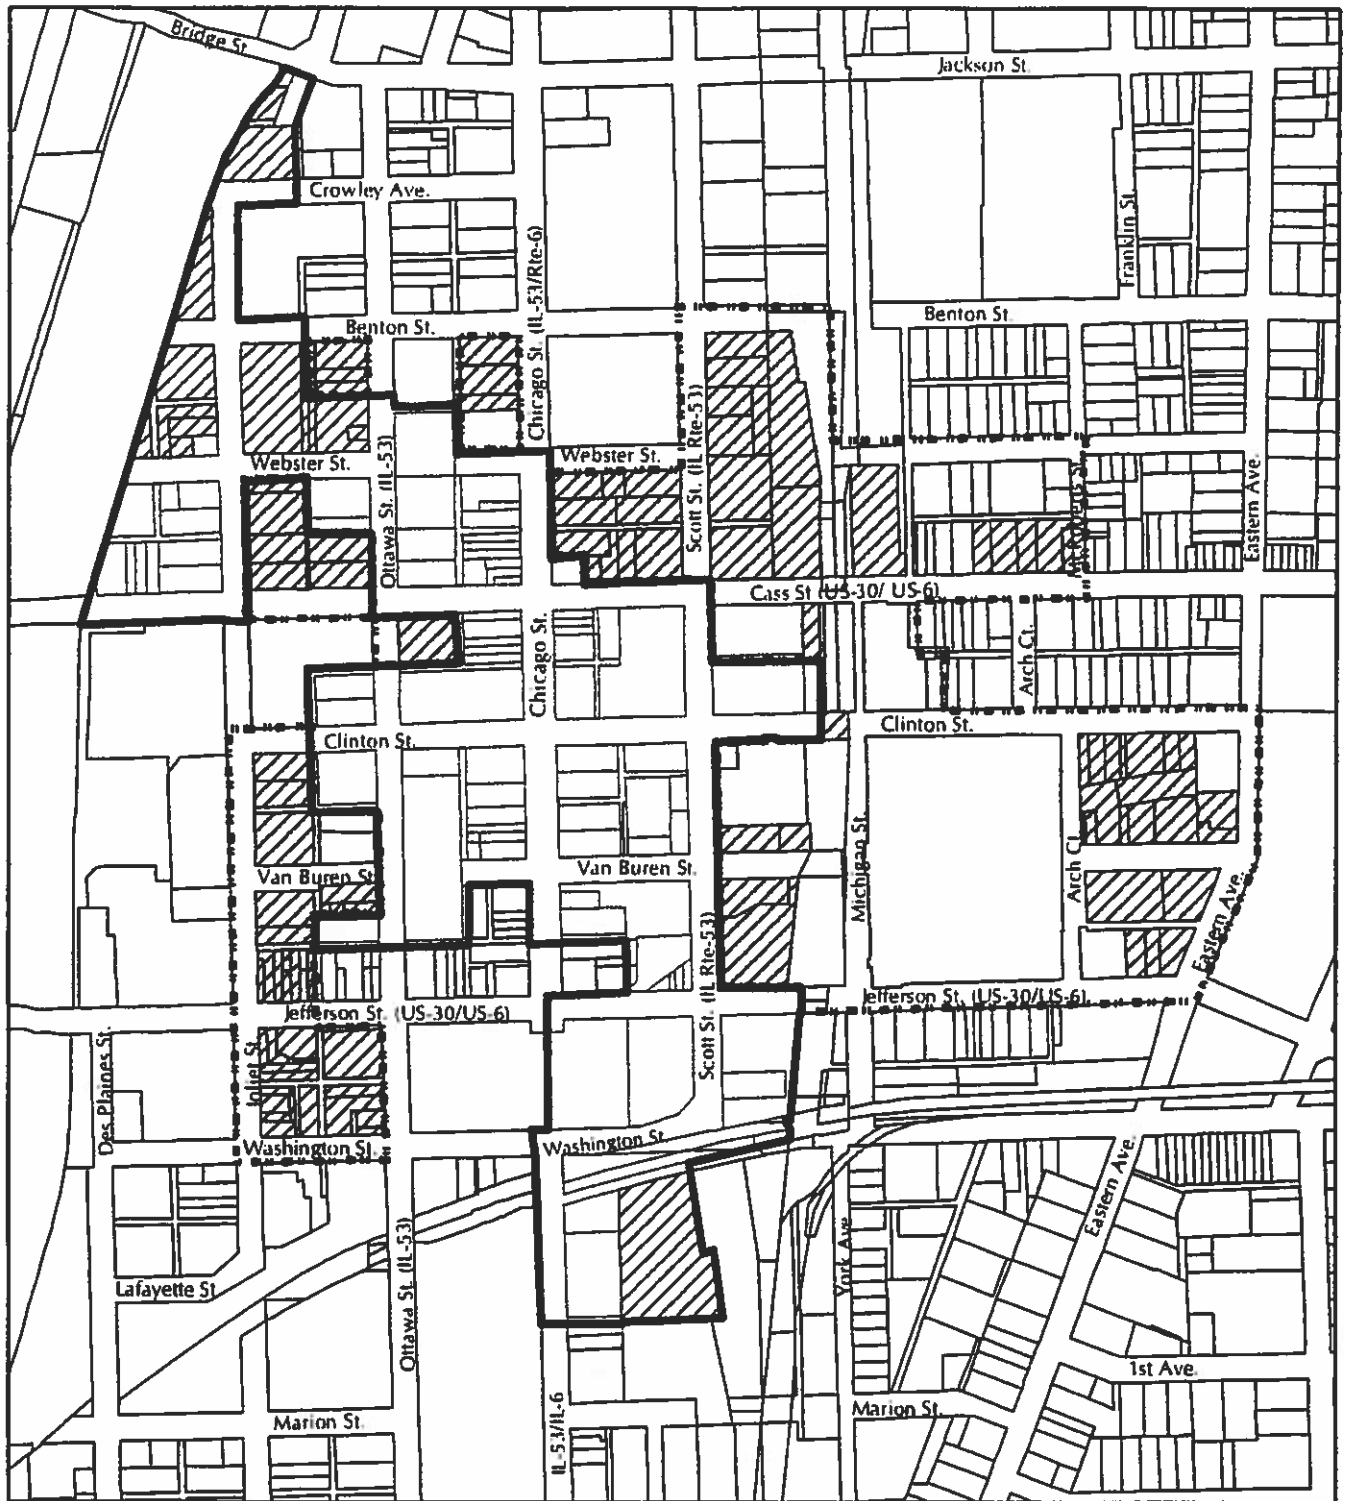 Bridge St.
Jackson St.
Crowley Ave.
Franklin St.
Chicago St. (IL-53/Rte-6)
Benton St.
Benton St.
Webster St.
Webster St.
Ottawa St. (IL-53)
Scott St. (IL Rte-53)
Eastern Ave.
Cass St (US-30/ US-6)
Chicago St.
Arch Ct.
Clinton St.
Clinton St.
Van Buren St.
Van Buren St.
Michigan St.
Arch Ct.
Eastern Ave.
Scott St. (IL Rte-53)
Jefferson St. (US-30/US-6)
Jefferson St. (US-30/US-6)
Des Plaines St.
Joliet St.
Washington St.
Washington St.
Eastern Ave.
York Ave
Lafayette St
Ottawa St. (IL-53)
1st Ave.
Marion St.
Marion St.
IL-53/IL-6